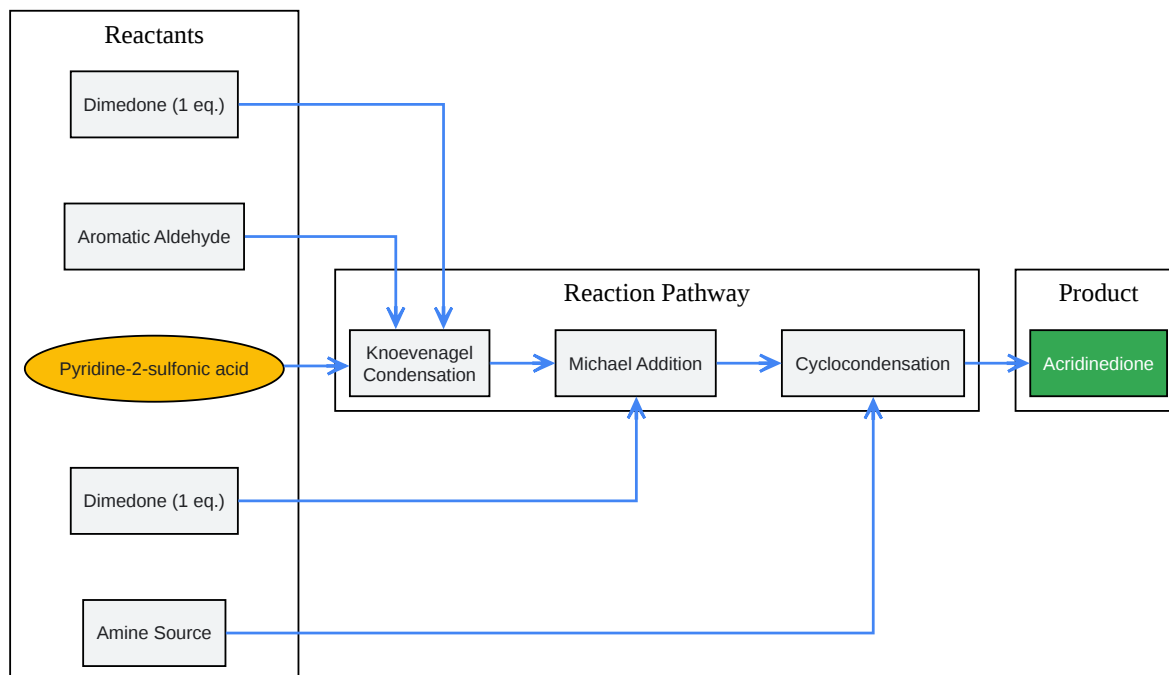 Reactants
Dimedone (1 eq.)
Aromatic Aldehyde
Pyridine-2-sulfonic acid
Dimedone (1 eq.)
Amine Source
Reaction Pathway
Knoevenagel
Condensation
Michael Addition
Cyclocondensation
Product
Acridinedione